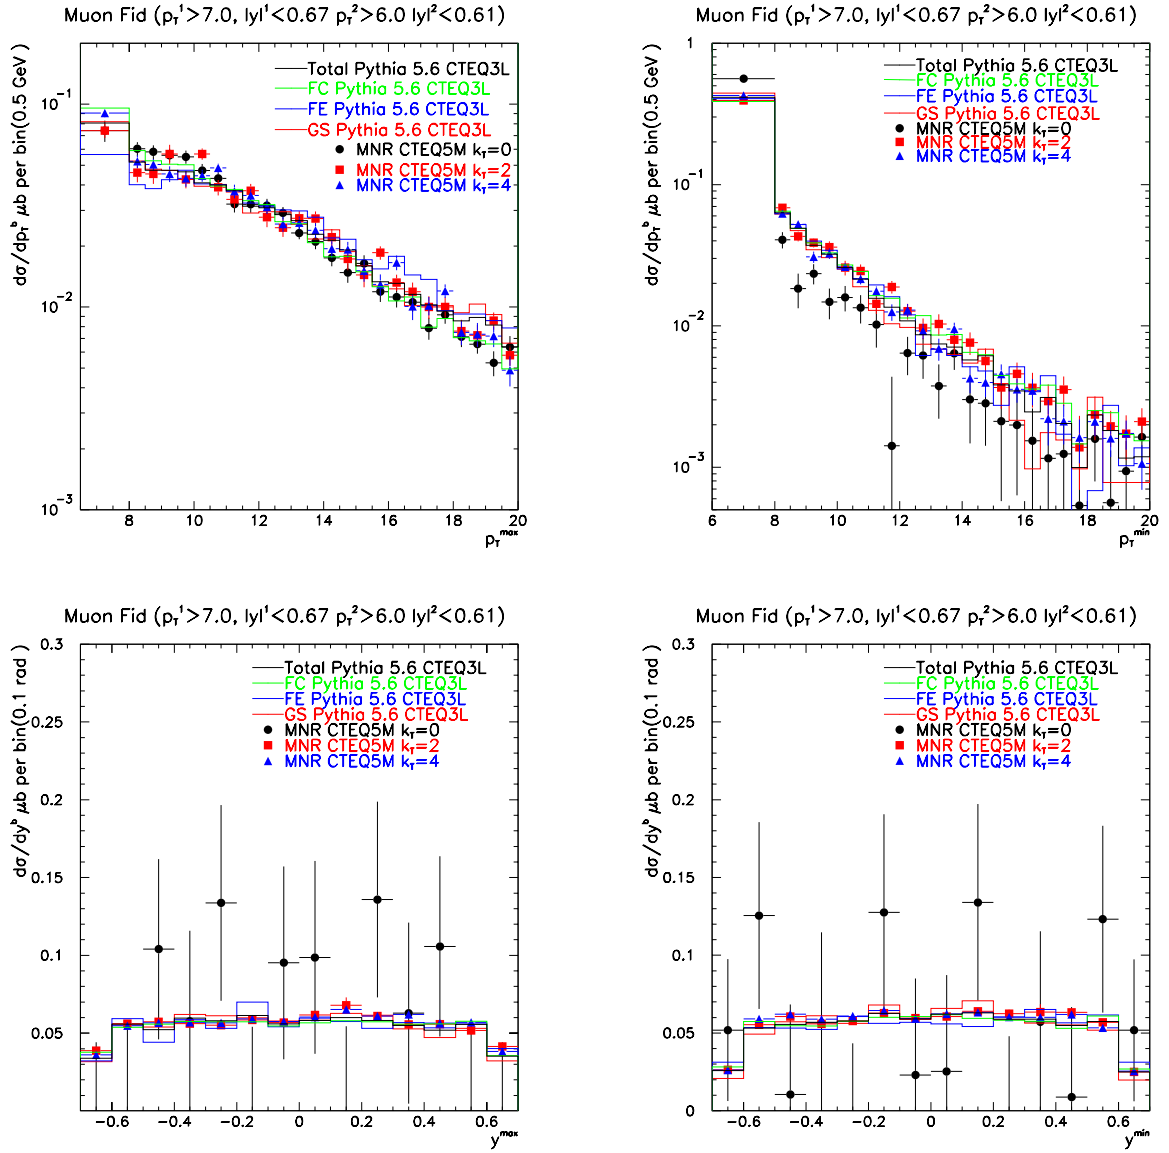 Muon Fid (p_T^1>7.0, |y|^1<0.67 p_T^2>6.0 |y|^2<0.61)
dσ/dp_T^b μb per bin(0.5 GeV)
Total Pythia 5.6 CTEQ3L
FC Pythia 5.6 CTEQ3L
FE Pythia 5.6 CTEQ3L
GS Pythia 5.6 CTEQ3L
MNR CTEQ5M k_T=0
MNR CTEQ5M k_T=2
MNR CTEQ5M k_T=4
10^-1
10^-2
10^-3
8 10 12 14 16 18 20
p_T^max
Muon Fid (p_T^1>7.0, |y|^1<0.67 p_T^2>6.0 |y|^2<0.61)
dσ/dp_T^b μb per bin(0.5 GeV)
Total Pythia 5.6 CTEQ3L
FC Pythia 5.6 CTEQ3L
FE Pythia 5.6 CTEQ3L
GS Pythia 5.6 CTEQ3L
MNR CTEQ5M k_T=0
MNR CTEQ5M k_T=2
MNR CTEQ5M k_T=4
1
10^-1
10^-2
10^-3
6 8 10 12 14 16 18 20
p_T^min
Muon Fid (p_T^1>7.0, |y|^1<0.67 p_T^2>6.0 |y|^2<0.61)
dσ/dy^b μb per bin(0.1 rad)
Total Pythia 5.6 CTEQ3L
FC Pythia 5.6 CTEQ3L
FE Pythia 5.6 CTEQ3L
GS Pythia 5.6 CTEQ3L
MNR CTEQ5M k_T=0
MNR CTEQ5M k_T=2
MNR CTEQ5M k_T=4
0.3
0.25
0.2
0.15
0.1
0.05
−0.6 −0.4 −0.2 0 0.2 0.4 0.6
y^max
Muon Fid (p_T^1>7.0, |y|^1<0.67 p_T^2>6.0 |y|^2<0.61)
dσ/dy^b μb per bin(0.1 rad)
Total Pythia 5.6 CTEQ3L
FC Pythia 5.6 CTEQ3L
FE Pythia 5.6 CTEQ3L
GS Pythia 5.6 CTEQ3L
MNR CTEQ5M k_T=0
MNR CTEQ5M k_T=2
MNR CTEQ5M k_T=4
0.3
0.25
0.2
0.15
0.1
0.05
0
−0.6 −0.4 −0.2 0 0.2 0.4 0.6
y^min